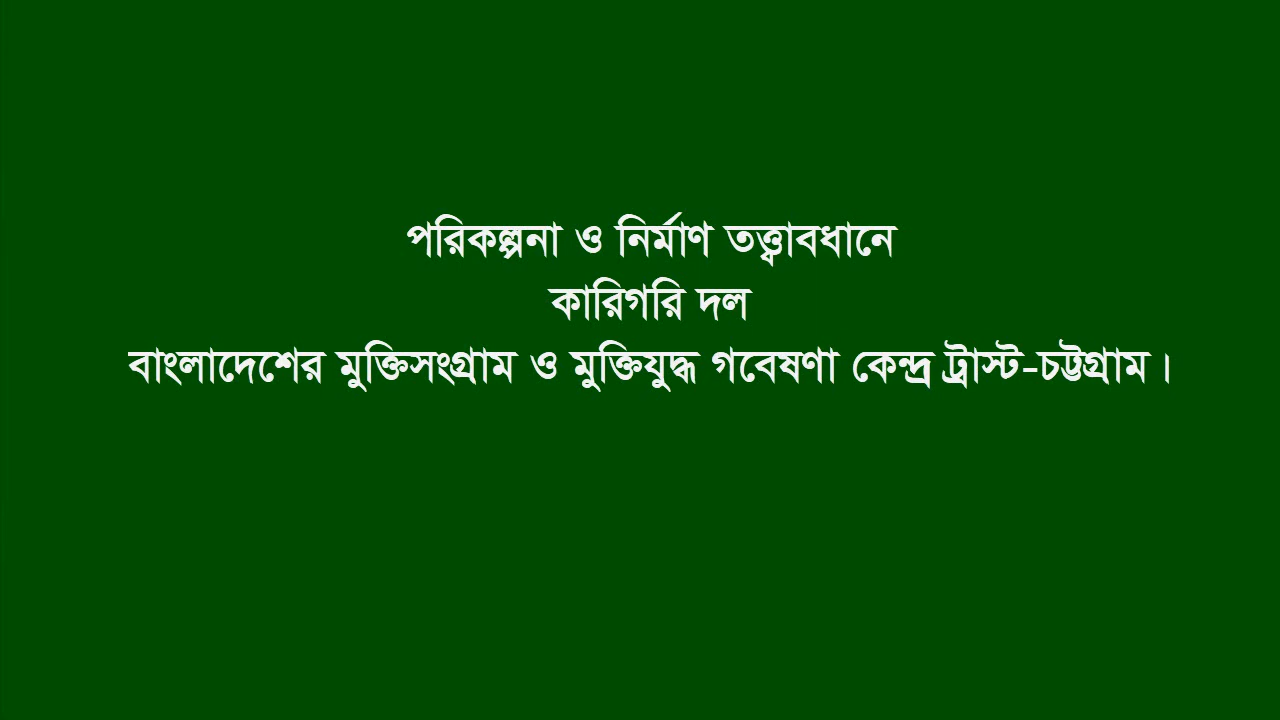 পরিকল্পনা ও নির্মাণ তত্ত্বাবধানে
কারিগরি দল
বাংলাদেশের মুক্তিসংগ্রাম ও মুক্তিযুদ্ধ গবেষণা কেন্দ্র ট্রাস্ট-চট্টগ্রাম।